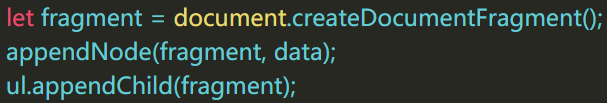 let fragment = document.createDocumentFragment();
appendNode(fragment, data);
ul.appendChild(fragment);